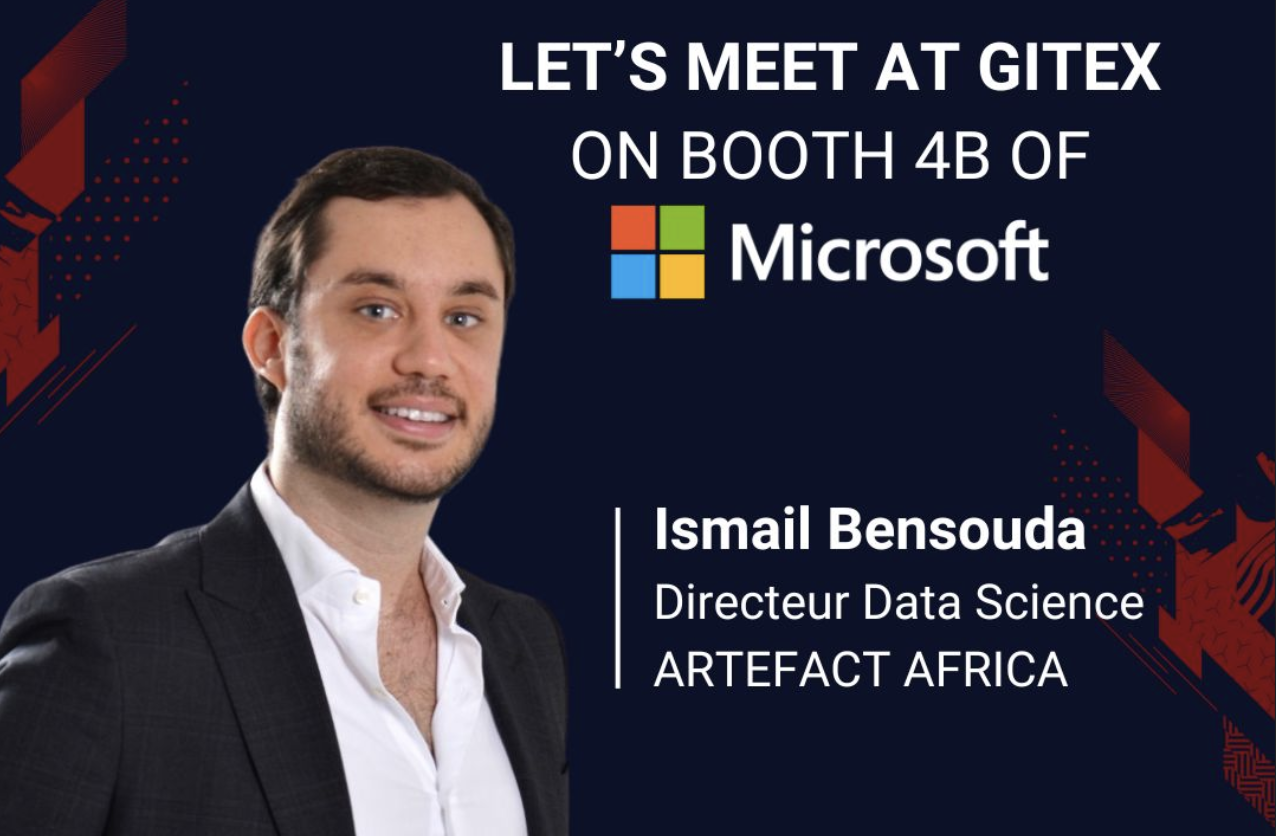 LET’S MEET AT GITEX
ON BOOTH 4B OF
Microsoft
Ismail Bensouda
Directeur Data Science
ARTEFACT AFRICA